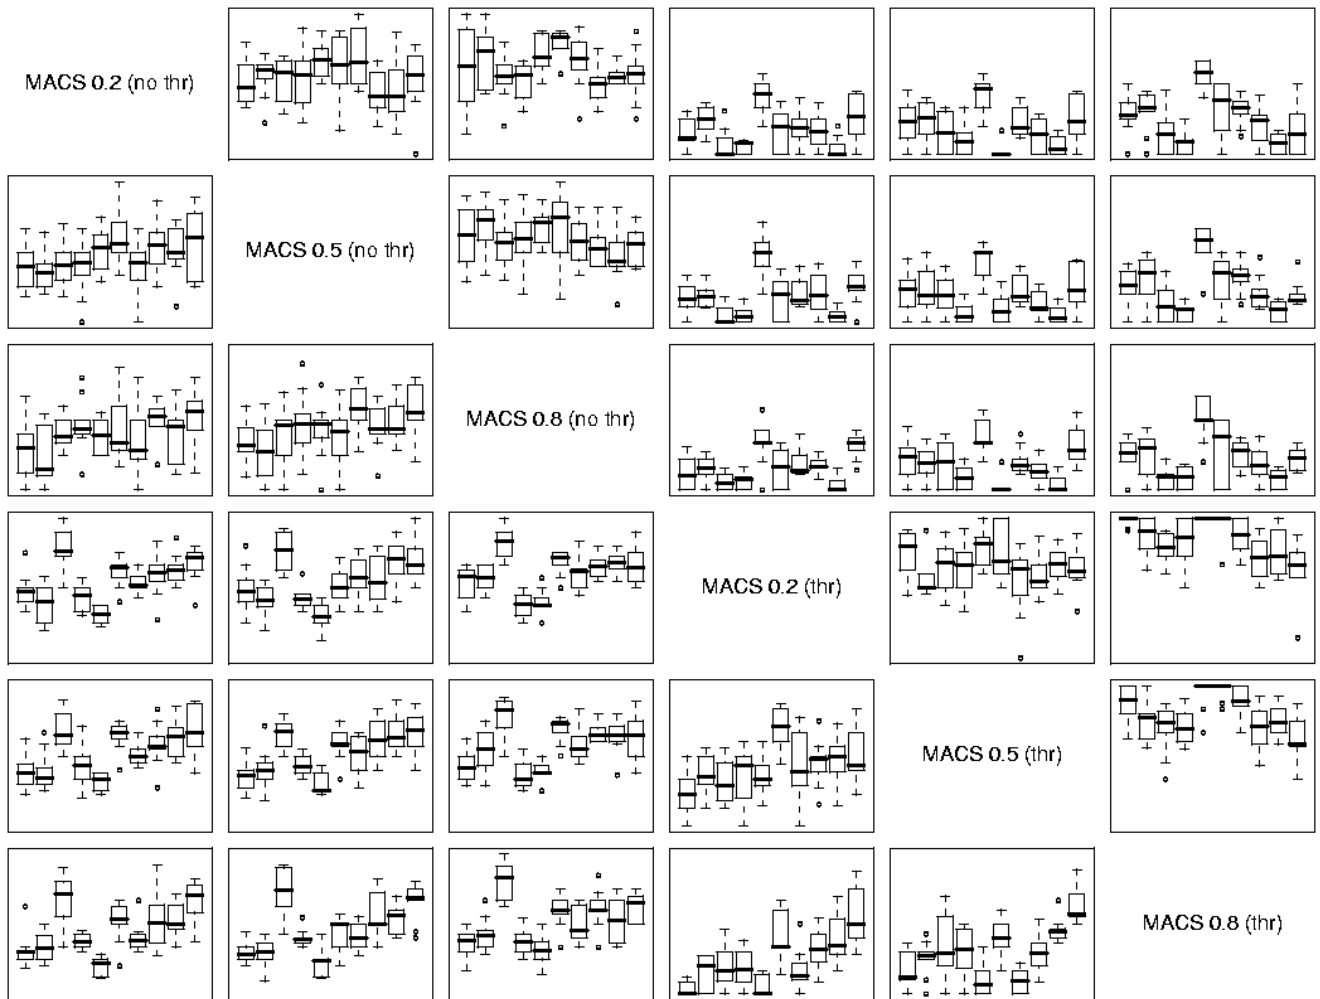 MACS 0.2 (no thr)
MACS 0.5 (no thr)
MACS 0.8 (no thr)
MACS 0.2 (thr)
MACS 0.5 (thr)
MACS 0.8 (thr)